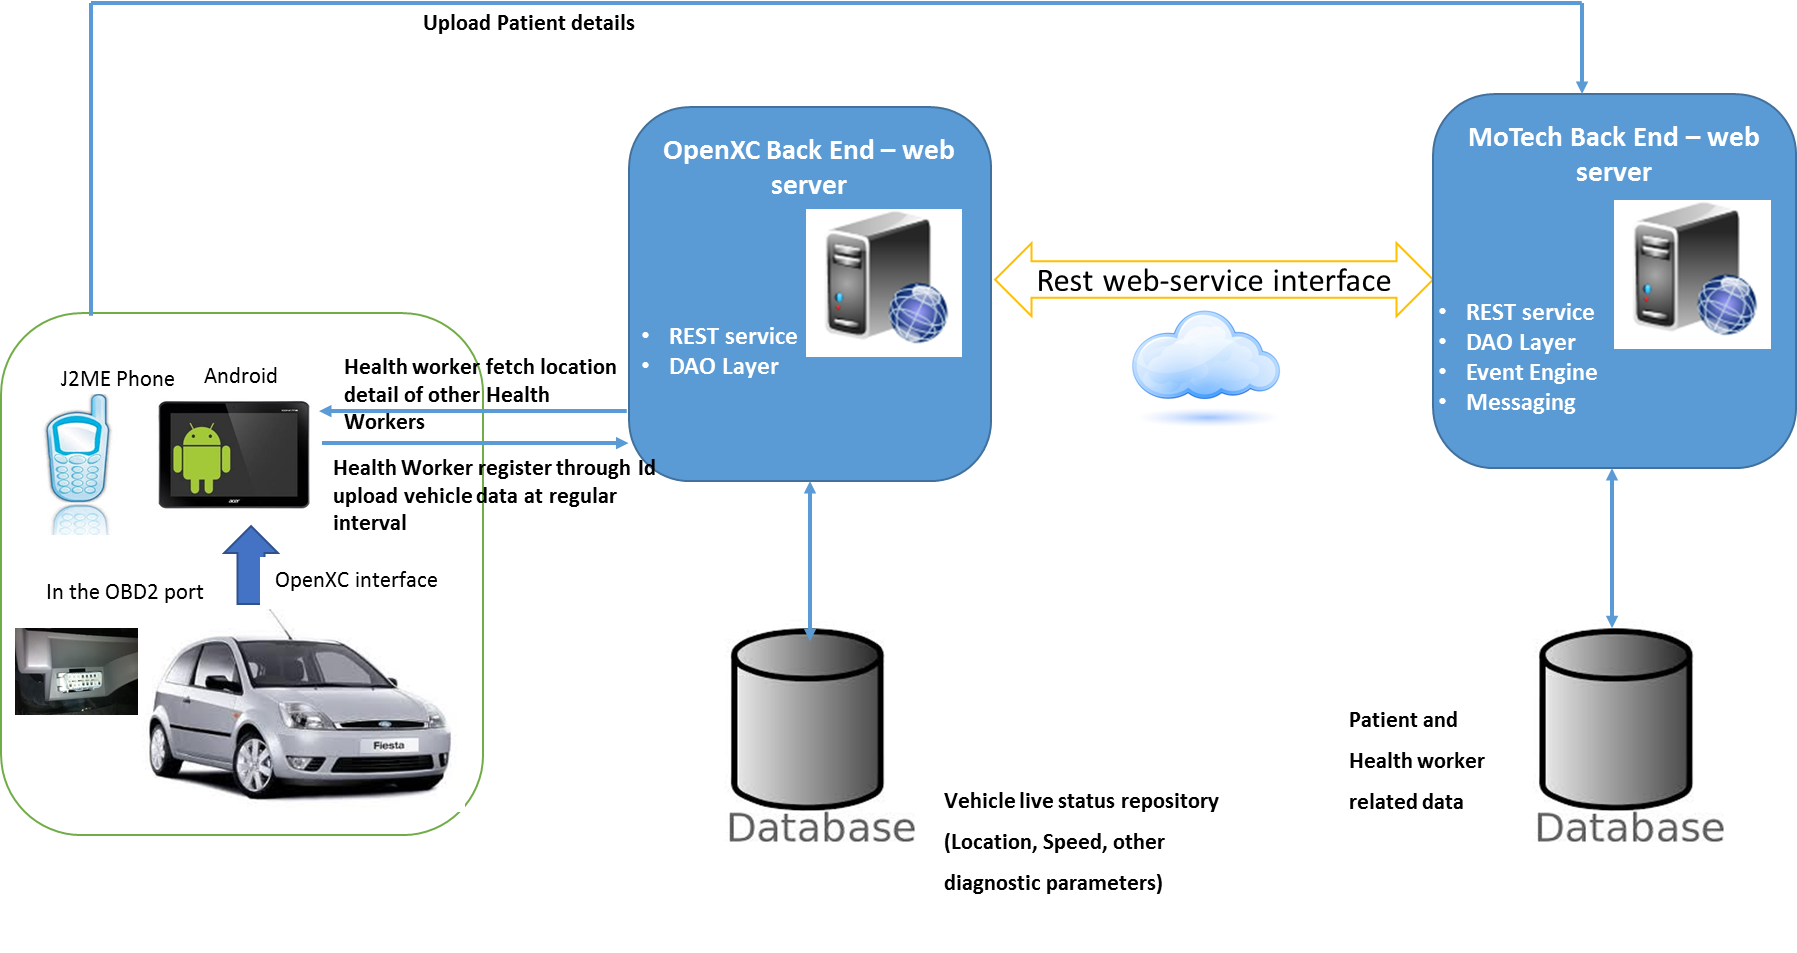 Upload Patient details
OpenXC Back End – web
server
• REST service
• DAO Layer
Rest web-service interface
MoTech Back End – web
server
• REST service
• DAO Layer
• Event Engine
• Messaging
J2ME Phone
Android
acer
Health worker fetch location
detail of other Health
Workers
Health Worker register through Id
upload vehicle data at regular
interval
OpenXC interface
In the OBD2 port
Fiesta
Database
Vehicle live status repository
(Location, Speed, other
diagnostic parameters)
Patient and
Health worker
related data
Database